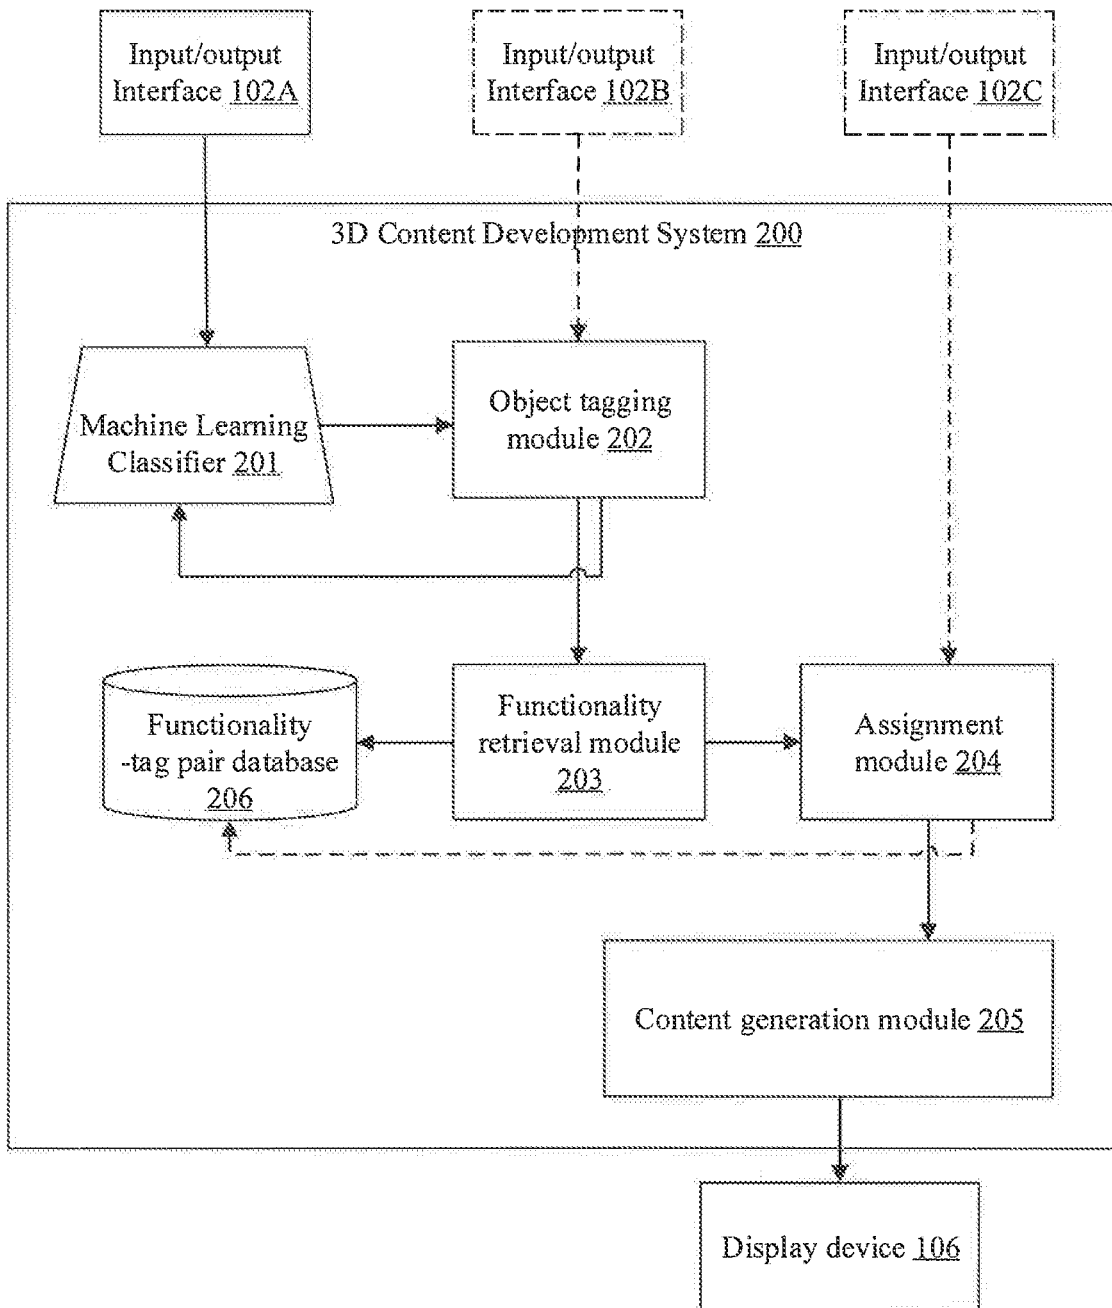 Input/output
Interface 102A
Input/output
Interface 102B
Input/output
Interface 102C
3D Content Development System 200
Machine Learning
Classifier 201
Object tagging
module 202
Functionality
-tag pair database
206
Functionality
retrieval module
203
Assignment
module 204
Content generation module 205
Display device 106